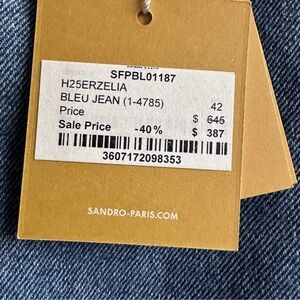 SFPBL01187
H25ERZELIA
BLEU JEAN (1-4785) 42
Price $ 645
Sale Price -40% $ 387
3607172098353
SANDRO-PARIS.COM